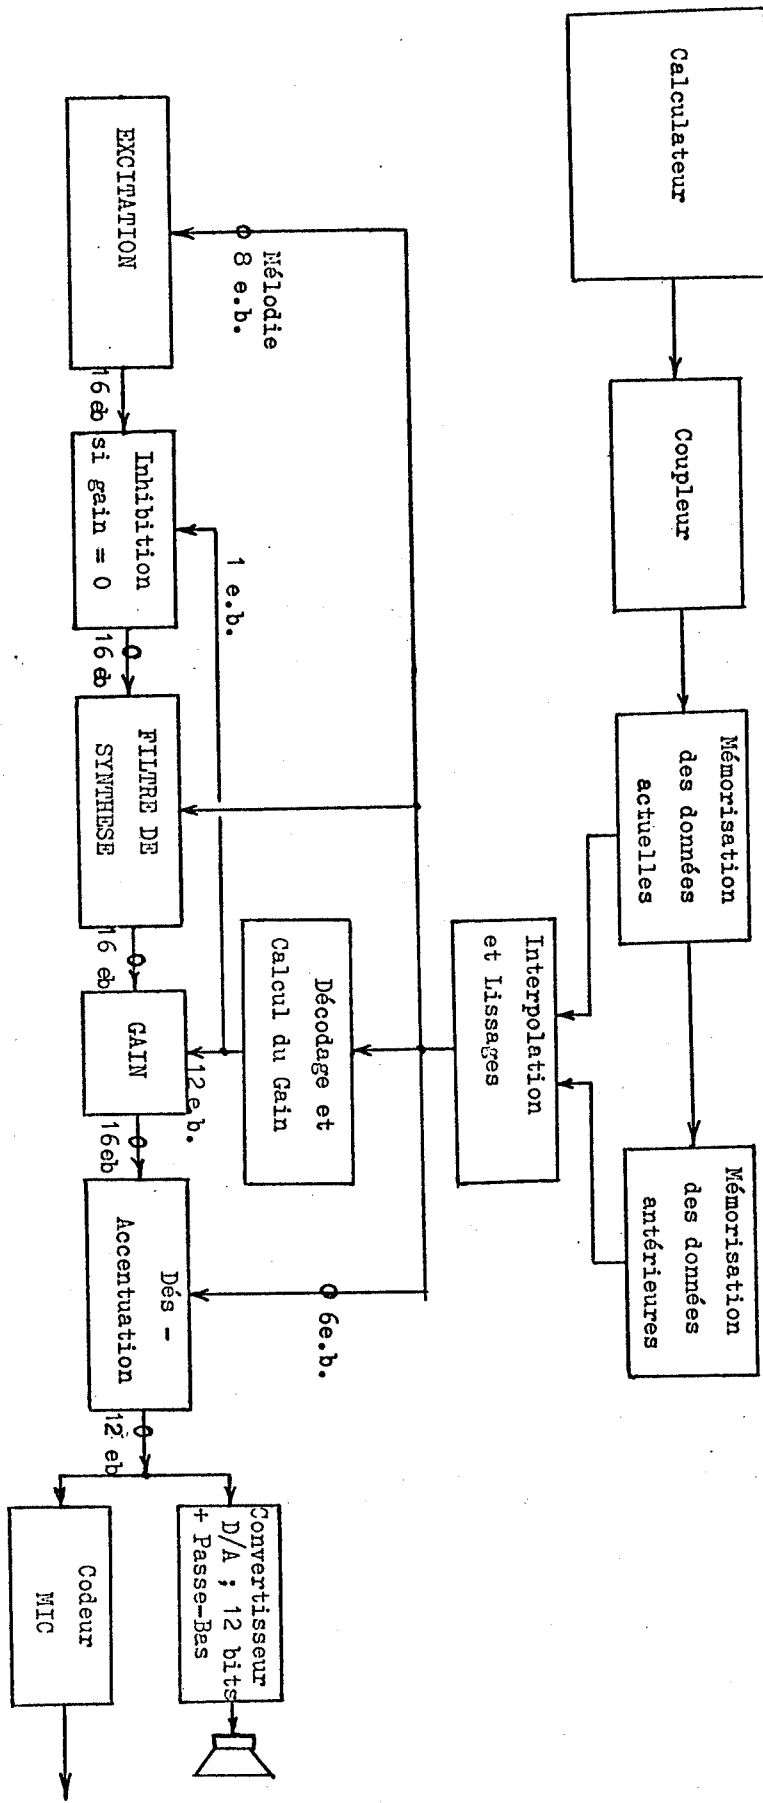 Calculateur
Coupleur
Mémorisation
des données
actuelles
Mémorisation
des données
antérieures
Interpolation
et Lissages
Décodage et
Calcul du Gain
Mélodie
8 e.b.
1 e.b.
12 e.b.
6e.b.
EXCITATION
16 eb
Inhibition
si gain = 0
16 eb
FILTRE DE
SYNTHESE
16 eb
GAIN
16eb
Dés -
Accentuation
12 eb
Convertisseur
D/A ; 12 bits
+ Passe-Bas
Codeur
MIC